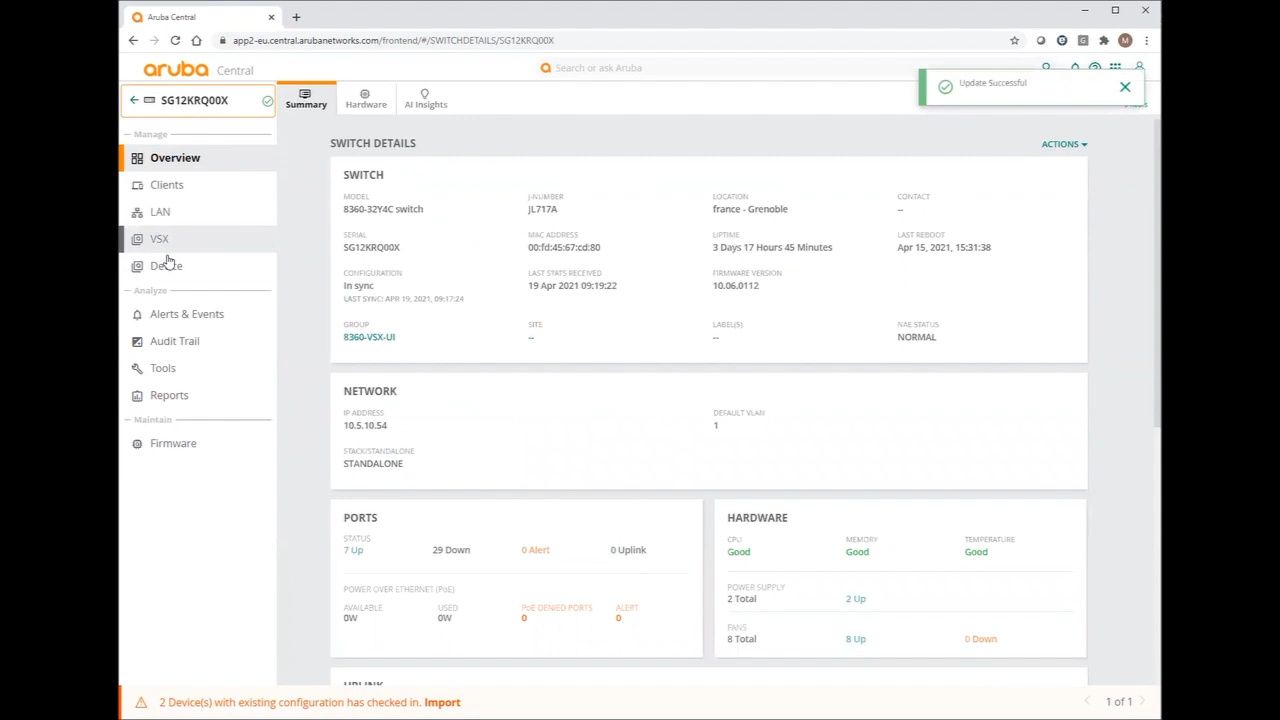 Aruba Central
app2-eu.central.arubanetworks.com/frontend/#/SWITCHDETAILS/SG12KRQ00X
M
aruba Central
Search or ask Aruba
Update Successful
SG12KRQ00X
Summary
Hardware
AI Insights
Manage
Overview
Clients
LAN
VSX
Device
Analyze
Alerts & Events
Audit Trail
Tools
Reports
Maintain
Firmware
SWITCH DETAILS
ACTIONS
SWITCH
MODEL
8360-32Y4C switch
J-NUMBER
JL717A
LOCATION
france - Grenoble
CONTACT
--
SERIAL
SG12KRQ00X
MAC ADDRESS
00:fd:45:67:cd:80
UPTIME
3 Days 17 Hours 45 Minutes
LAST REBOOT
Apr 15, 2021, 15:31:38
CONFIGURATION
In sync
LAST SYNC: APR 19, 2021, 09:17:24
LAST STATS RECEIVED
19 Apr 2021 09:19:22
FIRMWARE VERSION
10.06.0112
GROUP
8360-VSX-UI
SITE
--
LABEL(S)
--
NAE STATUS
NORMAL
NETWORK
IP ADDRESS
10.5.10.54
DEFAULT VLAN
1
STACK/STANDALONE
STANDALONE
PORTS
STATUS
7 Up
29 Down
0 Alert
0 Uplink
POWER OVER ETHERNET (PoE)
AVAILABLE
0W
USED
0W
PoE DENIED PORTS
0
ALERT
0
HARDWARE
CPU
Good
MEMORY
Good
TEMPERATURE
Good
POWER SUPPLY
2 Total
2 Up
FANS
8 Total
8 Up
0 Down
UPLINK
2 Device(s) with existing configuration has checked in. Import
1 of 1